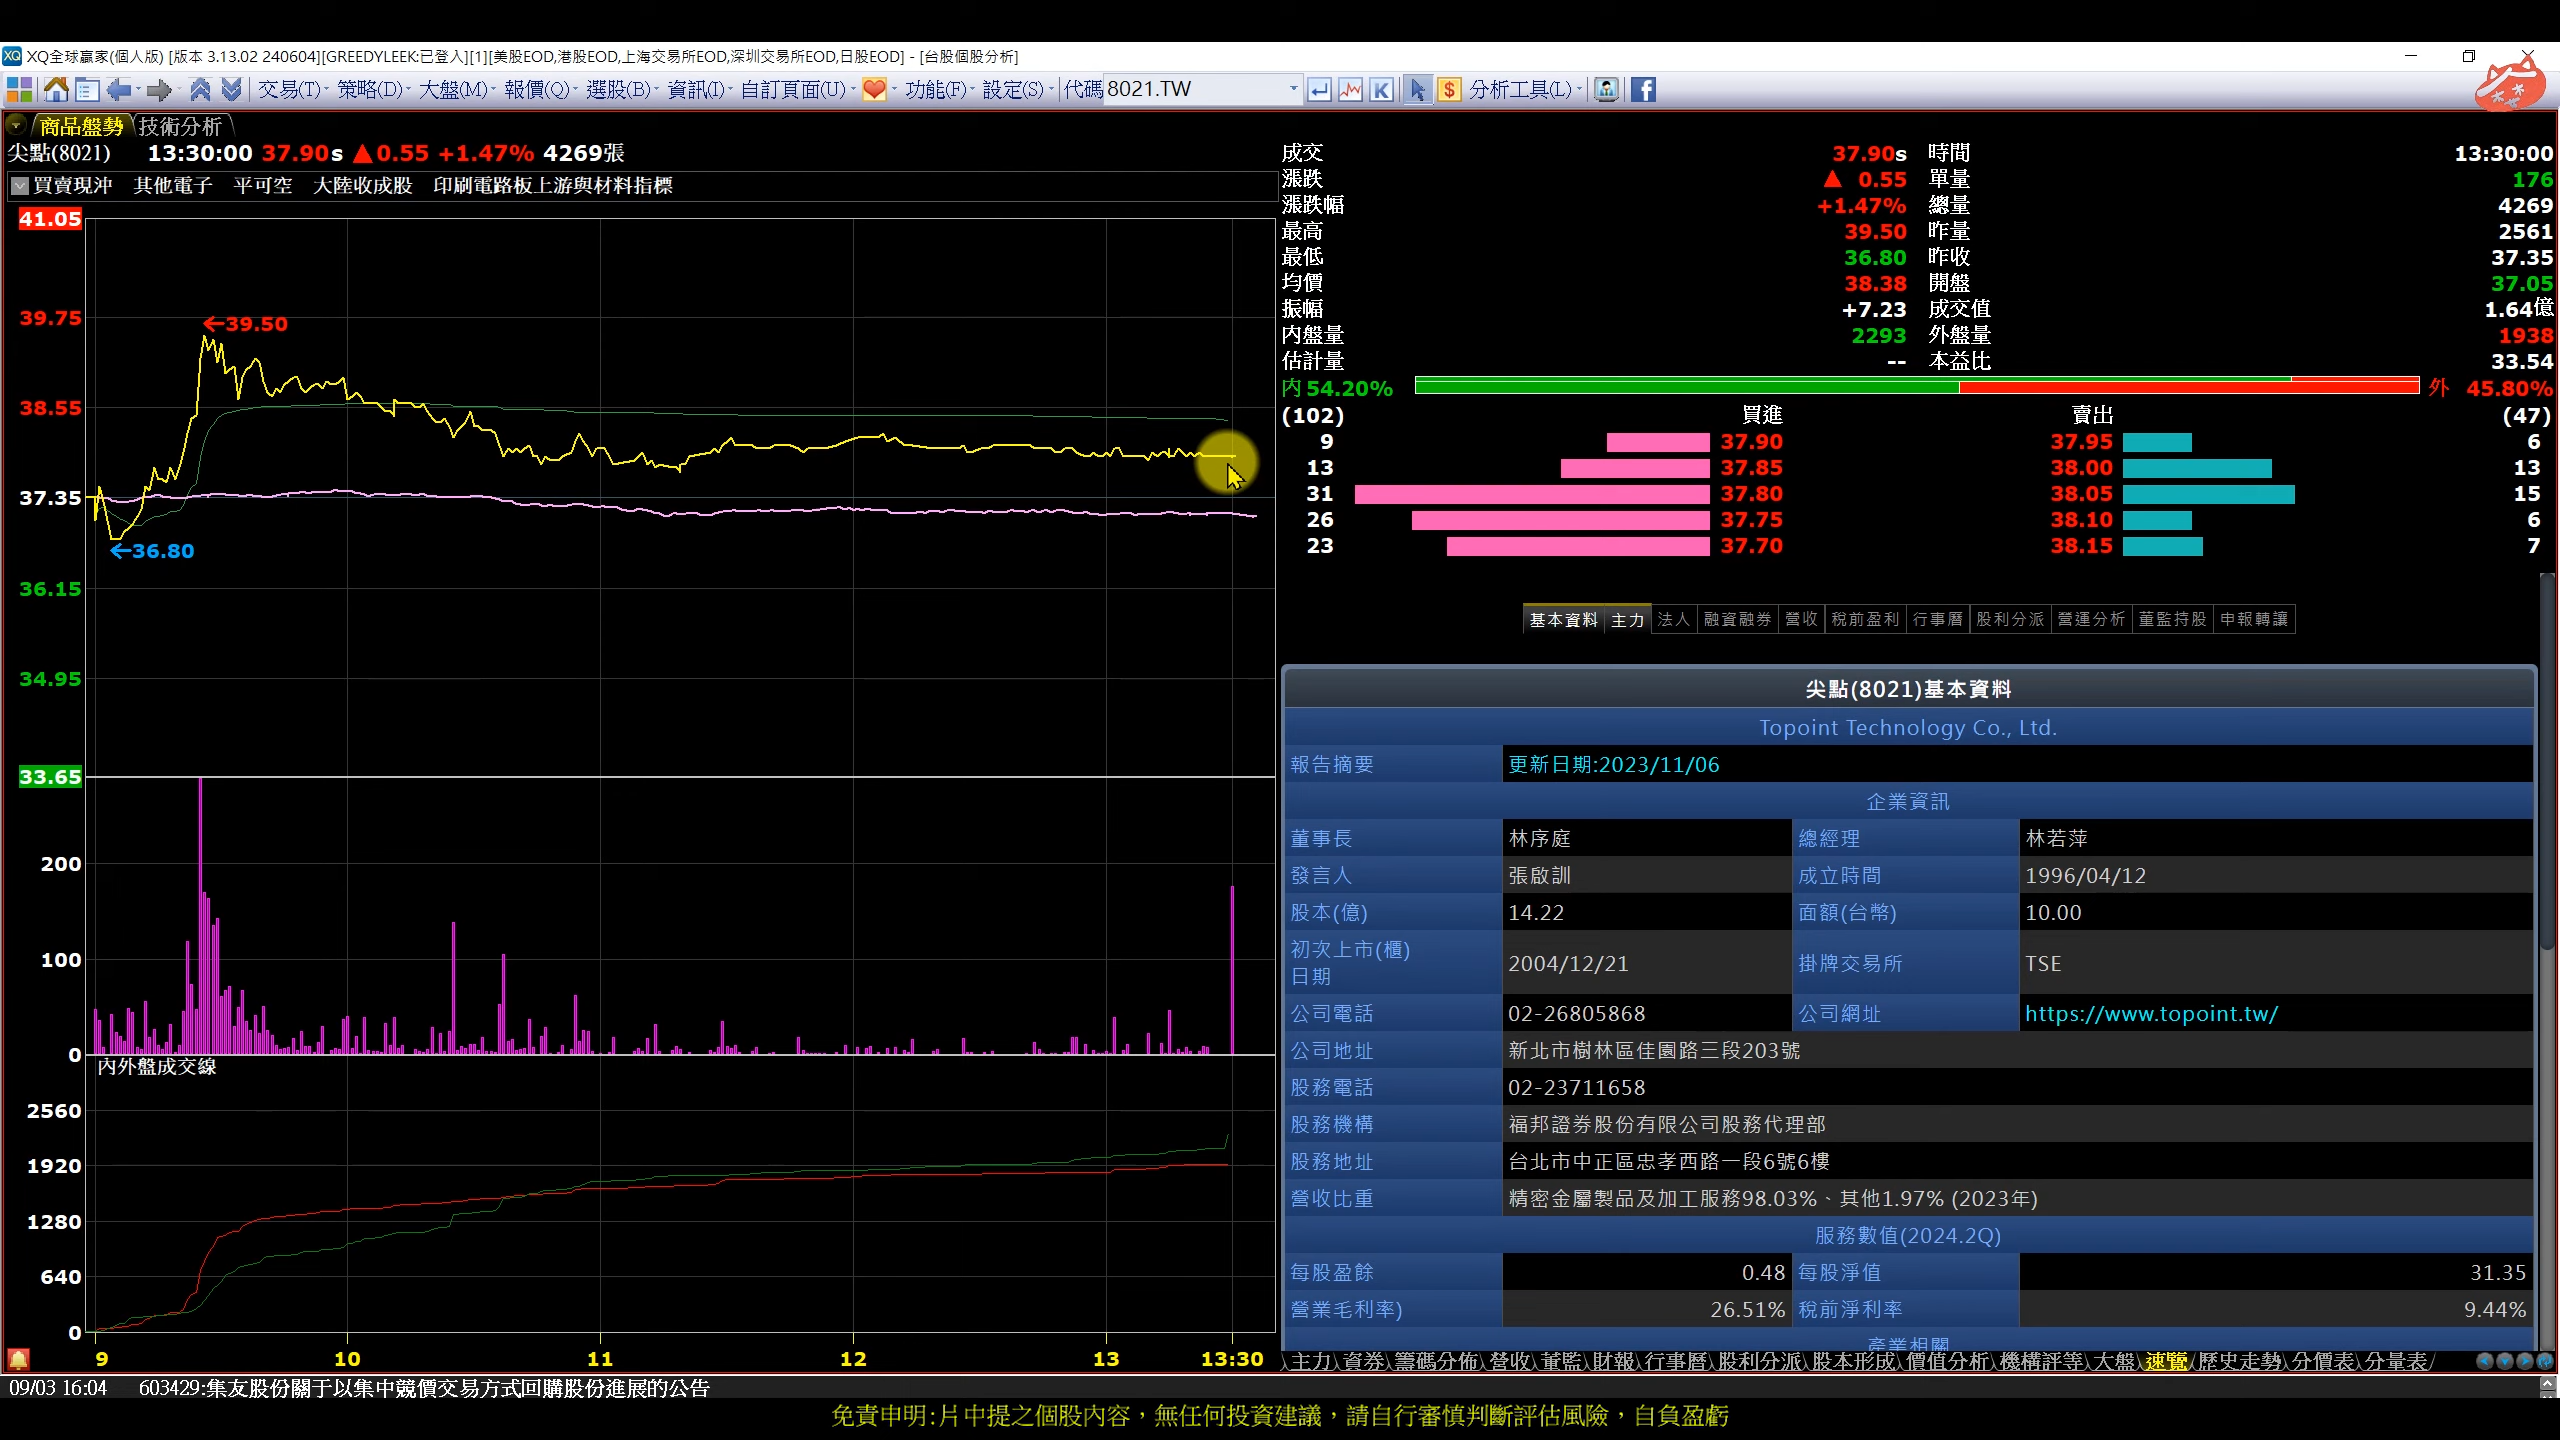 XQ全球贏家(個人版) [版本 3.13.02 240604][GREEDYLEEK:已登入][1][美股EOD,港股EOD,上海交易所EOD,深圳交易所EOD,日股EOD] - [台股個股分析]
交易(T) 策略(D) 大盤(M) 報價(Q) 選股(B) 資訊(I) 自訂頁面(U) 功能(F) 設定(S) 代碼 8021.TW K $ 分析工具(L) f
商品盤勢 技術分析
尖點(8021) 13:30:00 37.90s ▲0.55 +1.47% 4269張
買賣現沖 其他電子 平可空 大陸收成股 印刷電路板上游與材料指標
41.05
39.75
38.55
37.35
36.15
34.95
33.65
←39.50
←36.80
200
100
0
內外盤成交線
2560
1920
1280
640
0
9 10 11 12 13 13:30
成交 37.90s 時間 13:30:00
漲跌 ▲ 0.55 單量 176
漲跌幅 +1.47% 總量 4269
最高 39.50 昨量 2561
最低 36.80 昨收 37.35
均價 38.38 開盤 37.05
振幅 +7.23 成交值 1.64億
內盤量 2293 外盤量 1938
估計量 -- 本益比 33.54
內 54.20% 外 45.80%
(102) 買進 賣出 (47)
9 37.90 37.95 6
13 37.85 38.00 13
31 37.80 38.05 15
26 37.75 38.10 6
23 37.70 38.15 7
基本資料 主力 法人 融資融券 營收 稅前盈利 行事曆 股利分派 營運分析 董監持股 申報轉讓
尖點(8021)基本資料
Topoint Technology Co., Ltd.
報告摘要 更新日期:2023/11/06
企業資訊
董事長 林序庭 總經理 林若萍
發言人 張啟訓 成立時間 1996/04/12
股本(億) 14.22 面額(台幣) 10.00
初次上市(櫃)
日期 2004/12/21 掛牌交易所 TSE
公司電話 02-26805868 公司網址 https://www.topoint.tw/
公司地址 新北市樹林區佳園路三段203號
股務電話 02-23711658
股務機構 福邦證券股份有限公司股務代理部
股務地址 台北市中正區忠孝西路一段6號6樓
營收比重 精密金屬製品及加工服務98.03%、其他1.97% (2023年)
服務數值(2024.2Q)
每股盈餘 0.48 每股淨值 31.35
營業毛利率) 26.51% 稅前淨利率 9.44%
產業相關
主力 資券 籌碼分佈 營收 董監 財報 行事曆 股利分派 股本形成 價值分析 機構評等 大盤 速覽 歷史走勢 分價表 分量表
09/03 16:04 603429:集友股份關于以集中競價交易方式回購股份進展的公告
免責申明:片中提之個股內容，無任何投資建議，請自行審慎判斷評估風險，自負盈虧